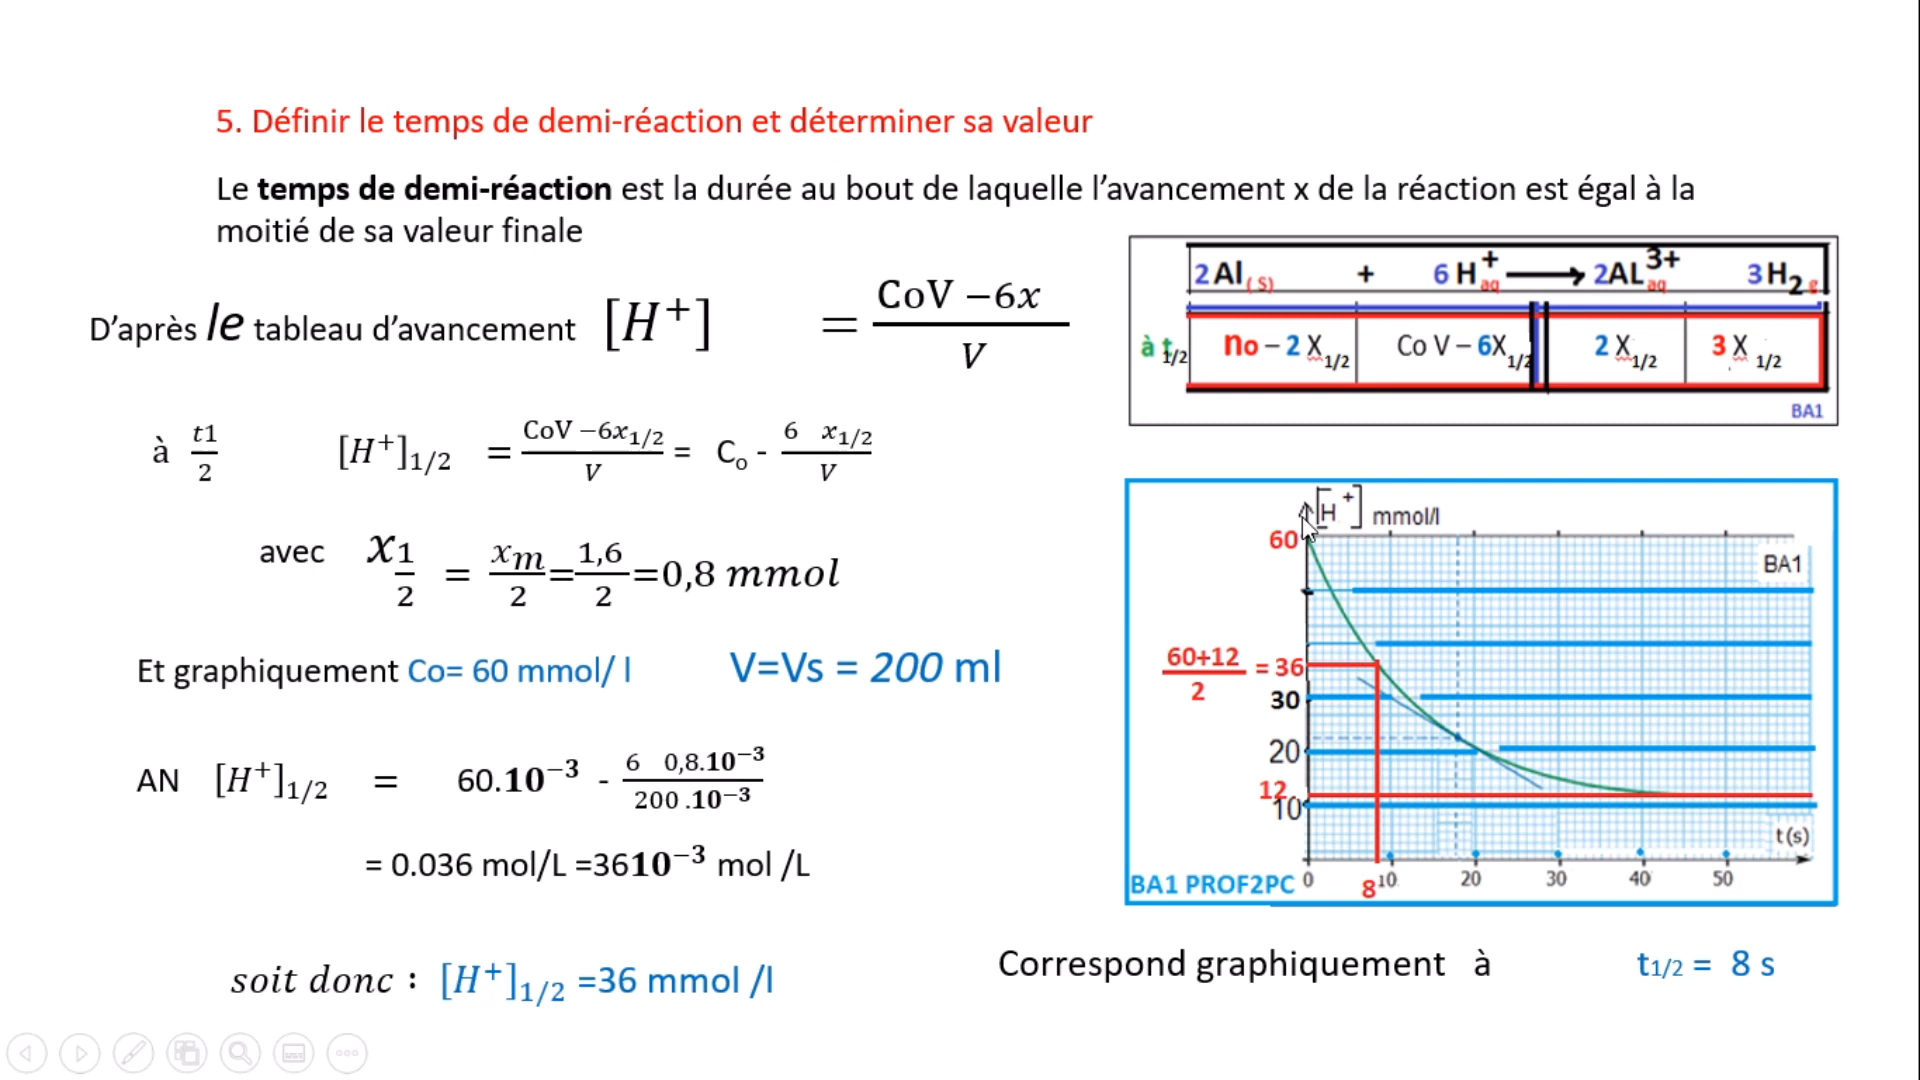 5. Définir le temps de demi-réaction et déterminer sa valeur
Le temps de demi-réaction est la durée au bout de laquelle l'avancement x de la réaction est égal à la
moitié de sa valeur finale
D'après le tableau d'avancement [H⁺] = (CoV −6x)/V
à t1/2 [H⁺]₁/₂ = (CoV −6x₁/₂)/V = Cₒ - (6 x₁/₂)/V
avec x1/2 = xm/2=1,6/2=0,8 mmol
Et graphiquement Co= 60 mmol/ l V=Vs = 200 ml
AN [H⁺]₁/₂ = 60.10⁻³ - (6 0,8.10⁻³)/(200 .10⁻³)
= 0.036 mol/L =3610⁻³ mol /L
soit donc : [H⁺]₁/₂ =36 mmol /l
Correspond graphiquement à t1/2 = 8 s
2 Al ( S) + 6 H⁺ aq → 2AL³⁺ aq 3 H₂ g
à t1/2 no – 2 X1/2 Co V – 6X1/2 2 X1/2 3 X 1/2
BA1
[H⁺] mmol/l
60
BA1
(60+12)/2 = 36
30
20
12
10
t (s)
BA1 PROF2PC 0 8 10 20 30 40 50